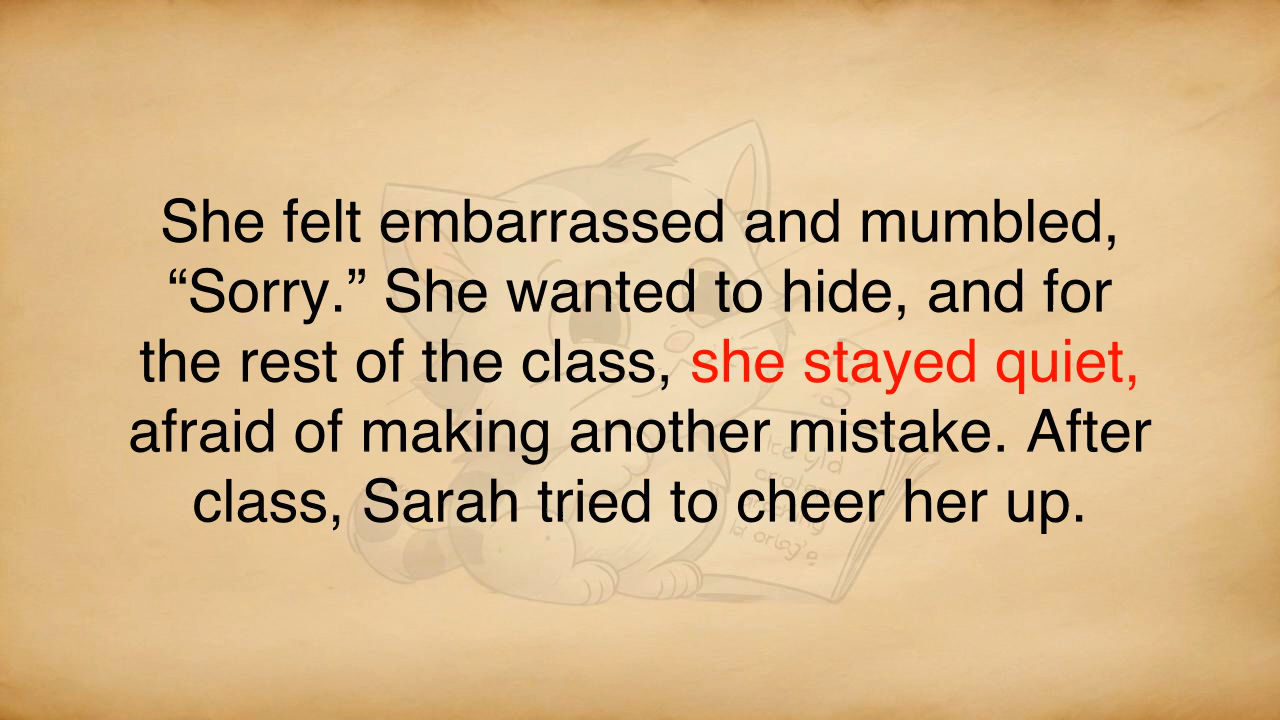 She felt embarrassed and mumbled,
“Sorry.” She wanted to hide, and for
the rest of the class, she stayed quiet,
afraid of making another mistake. After
class, Sarah tried to cheer her up.